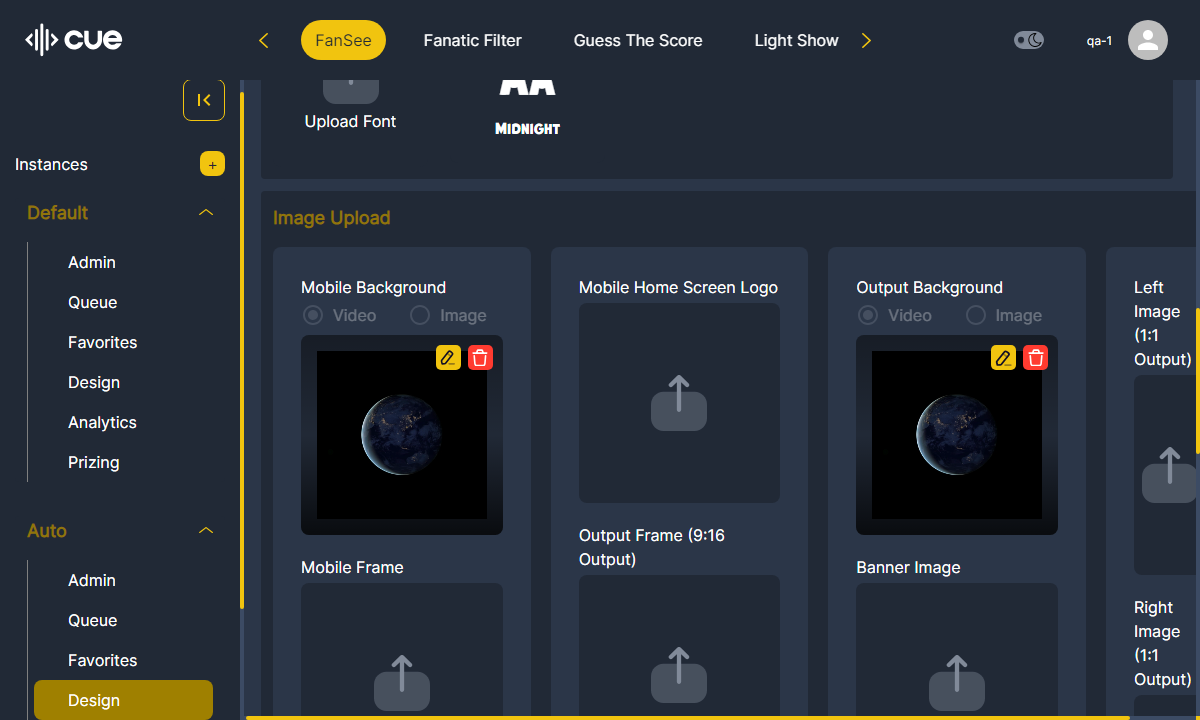 cue
FanSee
Fanatic Filter
Guess The Score
Light Show
qa-1
Upload Font
MIDNIGHT
Instances
+
Default
Admin
Queue
Favorites
Design
Analytics
Prizing
Auto
Admin
Queue
Favorites
Design
Image Upload
Mobile Background
Video
Image
Mobile Frame
Mobile Home Screen Logo
Output Frame (9:16
Output)
Output Background
Video
Image
Banner Image
Left
Image
(1:1
Output)
Right
Image
(1:1
Output)